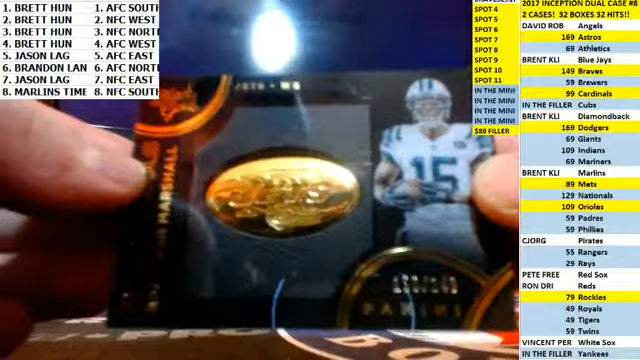 1. BRETT HUN 1. AFC SOUTH
2. BRETT HUN 2. NFC WEST
3. BRETT HUN 3. NFC NORTH
4. BRETT HUN 4. AFC WEST
5. JASON LAG 5. AFC EAST
6. BRANDON LAN 6. AFC NORTH
7. JASON LAG 7. NFC EAST
8. MARLINS TIME 8. NFC SOUTH
SPOT 4
SPOT 5
SPOT 6
SPOT 7
SPOT 8
SPOT 9
SPOT 10
SPOT 11
IN THE MINI
IN THE MINI
IN THE MINI
IN THE MINI
$89 FILLER
2017 INCEPTION DUAL CASE #8
2 CASES! 32 BOXES 32 HITS!!
DAVID ROB Angels
169 Astros
69 Athletics
BRENT KLI Blue Jays
149 Braves
59 Brewers
99 Cardinals
IN THE FILLER Cubs
BRENT KLI Diamondback
169 Dodgers
69 Giants
109 Indians
69 Mariners
BRENT KLI Marlins
89 Mets
129 Nationals
109 Orioles
59 Padres
59 Phillies
CJORG Pirates
55 Rangers
29 Rays
PETE FREE Red Sox
RON DRI Reds
79 Rockies
49 Royals
49 Tigers
59 Twins
VINCENT PER White Sox
IN THE FILLER Yankees
MARSHALL
15
PANINI